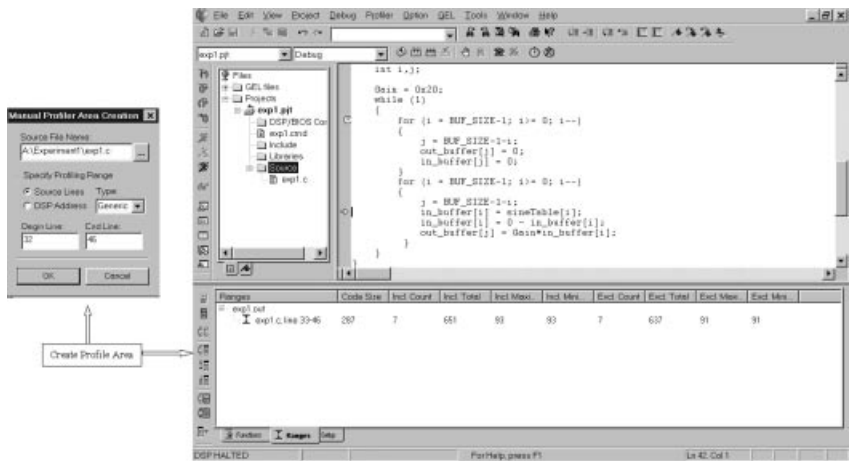 File Edit View Project Debug Profiler Option GEL Tools Window Help
exp1.pjt
Debug
Files
GEL files
Projects
exp1.pjt
DSP/BIOS Con
exp1.cmd
Include
Libraries
Source
exp1.c
int i,j;
Gain = 0x20;
while (1)
{
for (i = BUF_SIZE-1; i>= 0; i--)
{
j = BUF_SIZE-1-i;
out_buffer[j] = 0;
in_buffer[j] = 0;
}
for (i = BUF_SIZE-1; i>= 0; i--)
{
j = BUF_SIZE-1-i;
in_buffer[i] = sineTable[i];
in_buffer[i] = 0 - in_buffer[i];
out_buffer[j] = Gain*in_buffer[i];
}
}
}
Manual Profiler Area Creation
Source File Name:
A:\Experiment1\exp1.c
...
Specify Profiling Range
Source Lines Type:
DSP Address Generic
Begin Line: End Line:
32 46
OK Cancel
Create Profile Area
Ranges Code Size Incl. Count Incl. Total Incl. Maxi... Incl. Mini... Excl. Count Excl. Total Excl. Maxi... Excl. Mini...
exp1.out
exp1.c, line 33-46 287 7 651 93 93 7 637 91 91
Functions Ranges Setup
DSP HALTED For Help, press F1 Ln 42, Col 1